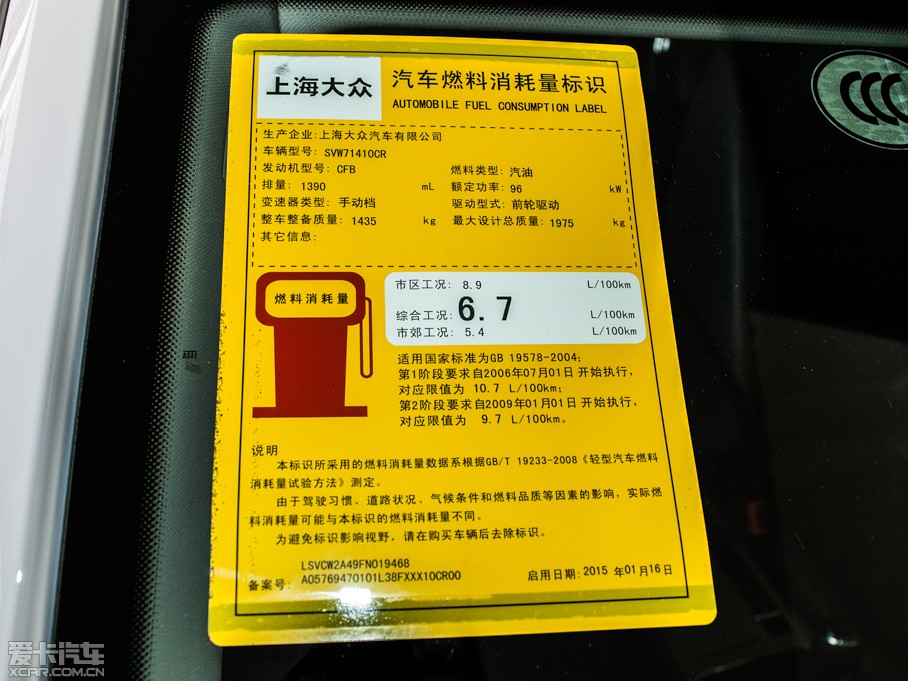 上海大众
汽车燃料消耗量标识
AUTOMOBILE FUEL CONSUMPTION LABEL
生产企业:上海大众汽车有限公司
车辆型号: SVW71410CR
发动机型号: CFB 燃料类型: 汽油
排量: 1390 mL 额定功率: 96 kW
变速器类型: 手动档 驱动型式: 前轮驱动
整车整备质量: 1435 kg 最大设计总质量: 1975 kg
其它信息:
燃料消耗量
市区工况: 8.9 L/100km
综合工况: 6.7 L/100km
市郊工况: 5.4 L/100km
适用国家标准为GB 19578-2004;
第1阶段要求自2006年07月01日 开始执行,
对应限值为 10.7 L/100km;
第2阶段要求自2009年01月01日 开始执行,
对应限值为 9.7 L/100km。
说明
本标识所采用的燃料消耗量数据系根据GB/T 19233-2008《轻型汽车燃料
消耗量试验方法》测定。
由于驾驶习惯、道路状况、气候条件和燃料品质等因素的影响,实际燃
料消耗量可能与本标识的燃料消耗量不同。
为避免标识影响视野,请在购买车辆后去除标识。
LSVCW2A49FN019468
备案号: A05769470101L38FXXX10CR00 启用日期: 2015 年01月16日
CCC
爱卡汽车
XCAR.COM.CN